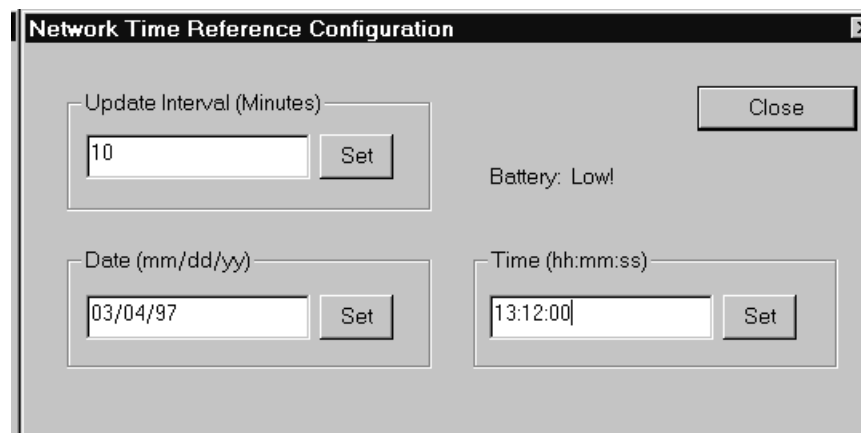 Network Time Reference Configuration
Update Interval (Minutes)
Close
10
Set
Battery: Low!
Date (mm/dd/yy)
Time (hh:mm:ss)
03/04/97
Set
13:12:00
Set